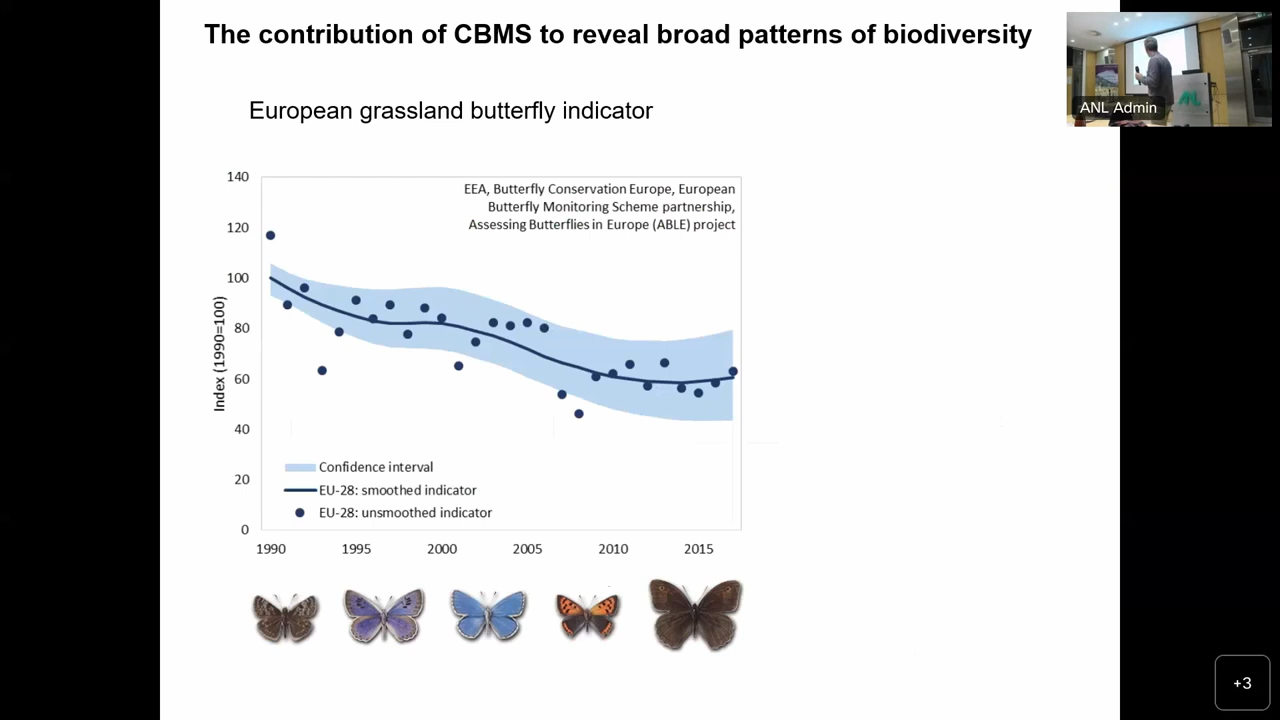 The contribution of CBMS to reveal broad patterns of biodiversity
ANL Admin
European grassland butterfly indicator
EEA, Butterfly Conservation Europe, European
Butterfly Monitoring Scheme partnership,
Assessing Butterflies in Europe (ABLE) project
Index (1990=100)
140
120
100
80
60
40
20
0
Confidence interval
EU-28: smoothed indicator
EU-28: unsmoothed indicator
1990 1995 2000 2005 2010 2015
ANL
+3